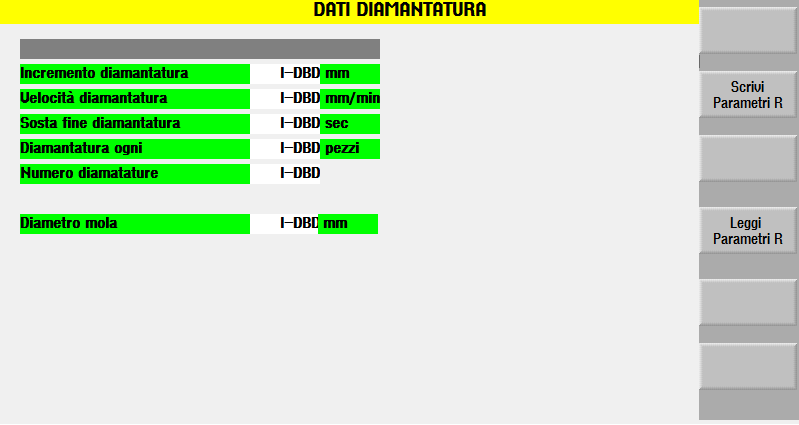 DATI DIAMANTATURA
Incremento diamantatura I-DBD mm
Velocità diamantatura I-DBD mm/min
Sosta fine diamantatura I-DBD sec
Diamantatura ogni I-DBD pezzi
Numero diamatature I-DBD
Diametro mola I-DBD mm
Scrivi
Parametri R
Leggi
Parametri R